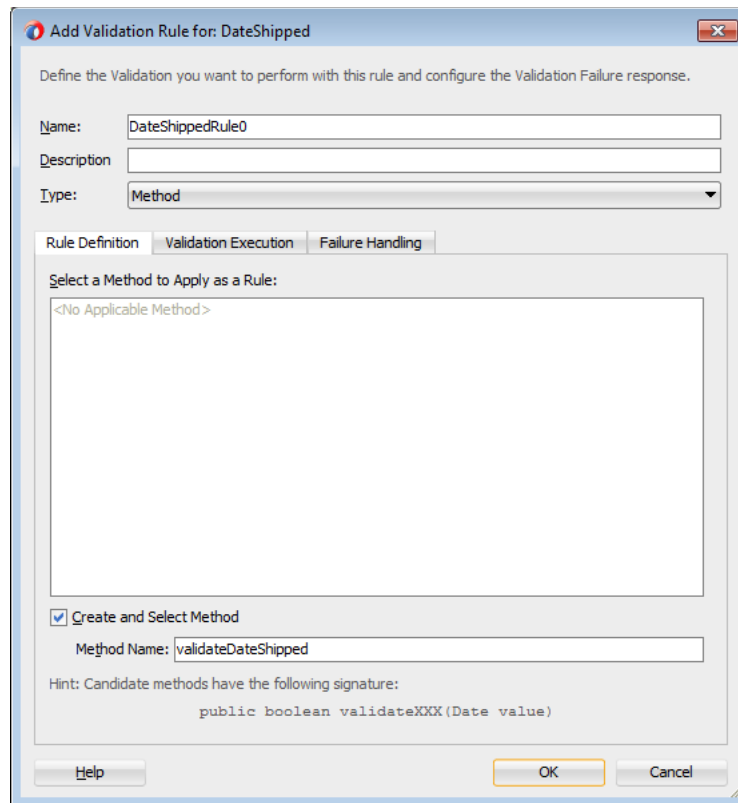 Add Validation Rule for: DateShipped
Define the Validation you want to perform with this rule and configure the Validation Failure response.
Name: DateShippedRule0
Description
Type: Method
Rule Definition Validation Execution Failure Handling
Select a Method to Apply as a Rule:
<No Applicable Method>
Create and Select Method
Method Name: validateDateShipped
Hint: Candidate methods have the following signature:
public boolean validateXXX(Date value)
Help OK Cancel